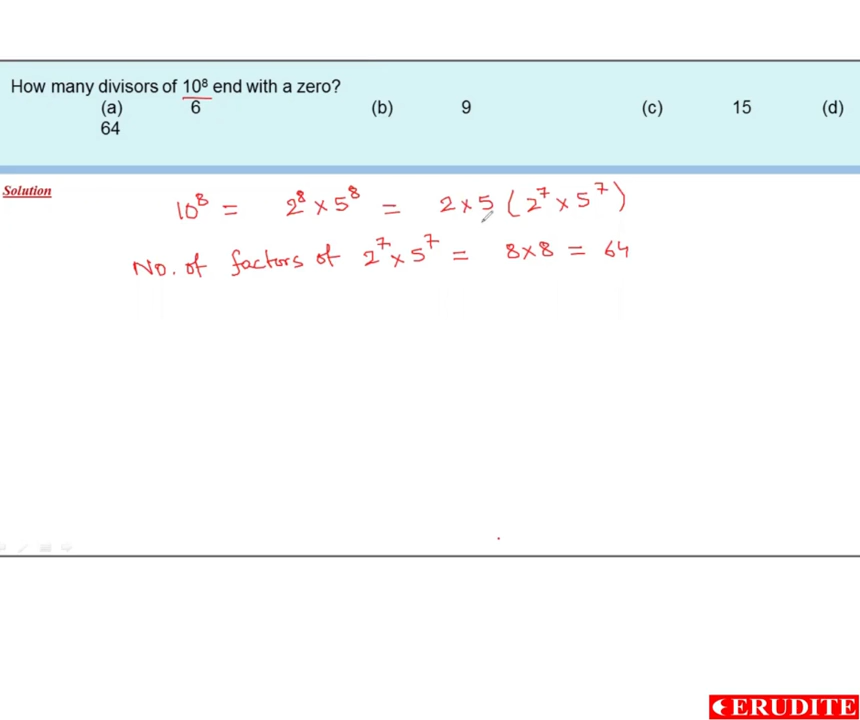 How many divisors of 10⁸ end with a zero?
(a) 6 (b) 9 (c) 15 (d)
64
Solution
10⁸ = 2⁸ × 5⁸ = 2 × 5 (2⁷ × 5⁷)
No. of factors of 2⁷ × 5⁷ = 8×8 = 64
ERUDITE